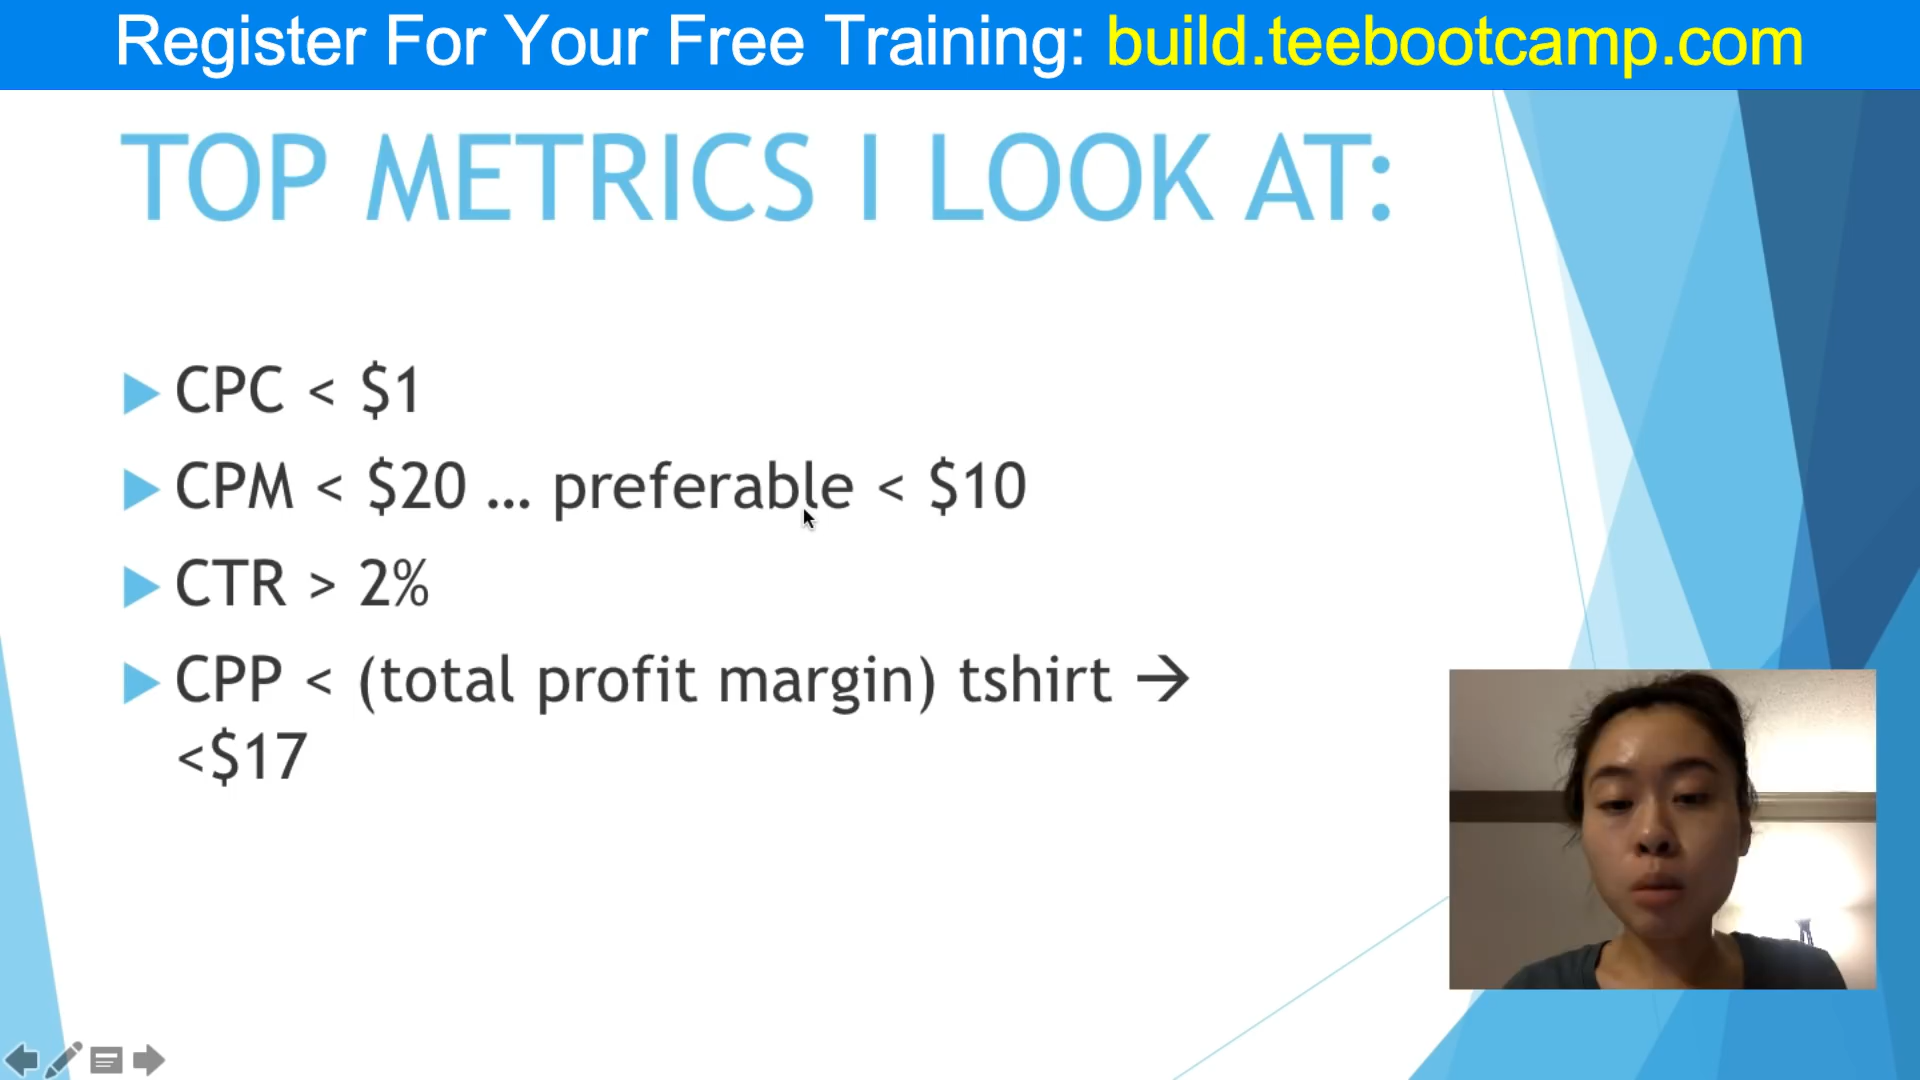 Register For Your Free Training: build.teebootcamp.com
TOP METRICS I LOOK AT:
CPC < $1
CPM < $20 ... preferable < $10
CTR > 2%
CPP < (total profit margin) tshirt →
<$17